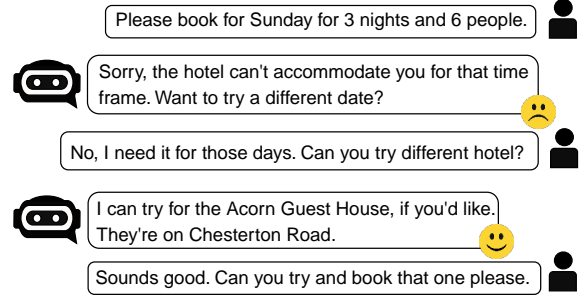 Please book for Sunday for 3 nights and 6 people.
Sorry, the hotel can't accommodate you for that time
frame. Want to try a different date?
No, I need it for those days. Can you try different hotel?
I can try for the Acorn Guest House, if you'd like.
They're on Chesterton Road.
Sounds good. Can you try and book that one please.